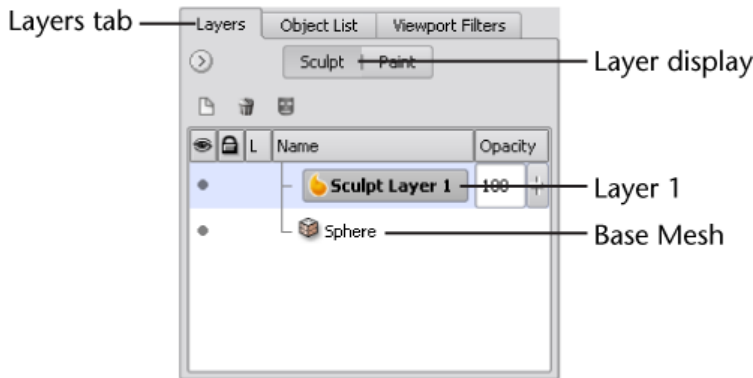 Layers tab
Layers Object List Viewport Filters
Sculpt Paint
Layer display
L Name Opacity
Sculpt Layer 1 100
Layer 1
Sphere
Base Mesh